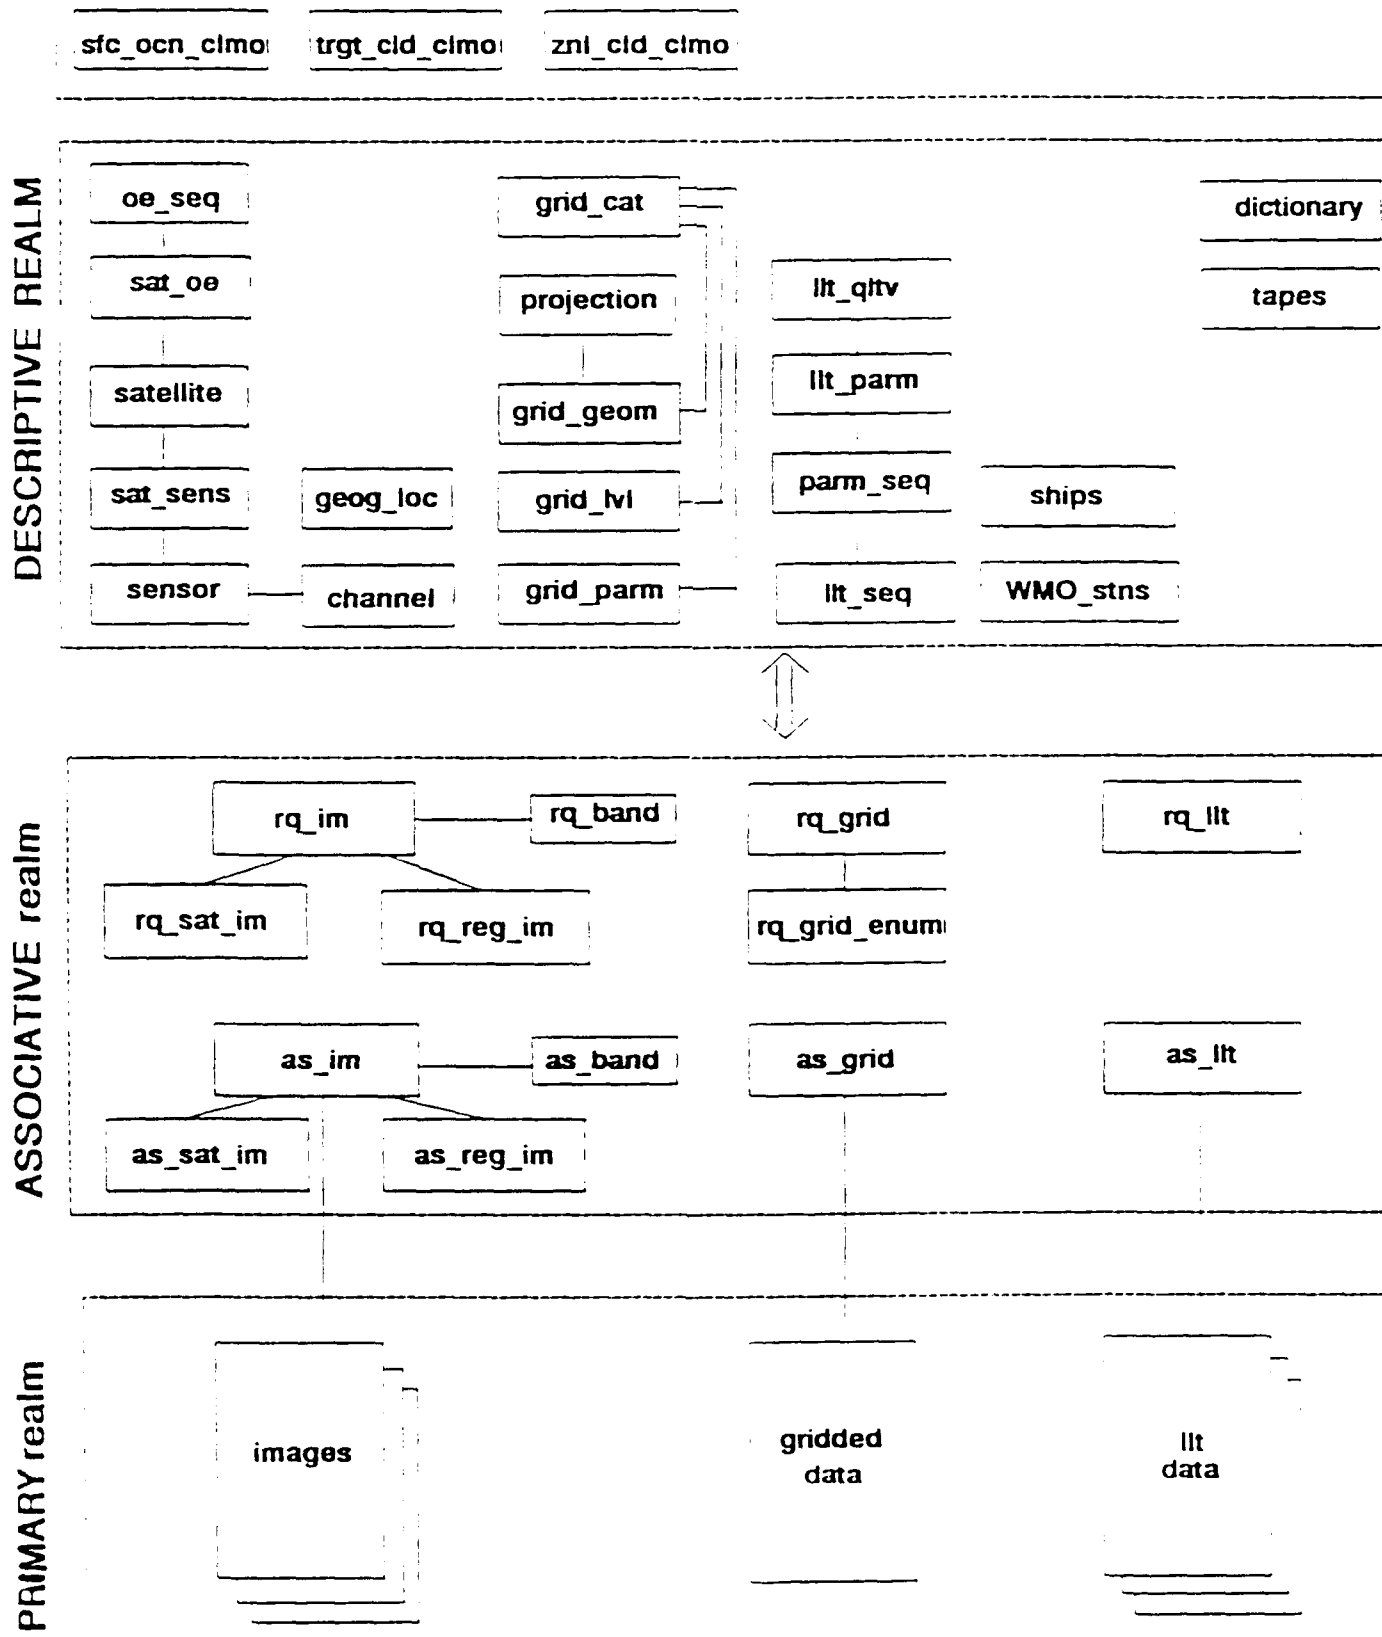 sfc_ocn_clmo trgt_cld_clmo znl_cld_clmo
DESCRIPTIVE REALM
oe_seq
sat_oe
satellite
sat_sens
sensor
geog_loc
channel
grid_cat
projection
grid_geom
grid_lvl
grid_parm
llt_qltv
llt_parm
parm_seq
llt_seq
ships
WMO_stns
dictionary
tapes
ASSOCIATIVE realm
rq_im
rq_band
rq_sat_im
rq_reg_im
rq_grid
rq_grid_enum
rq_llt
as_im
as_band
as_sat_im
as_reg_im
as_grid
as_llt
PRIMARY realm
images
gridded
data
llt
data